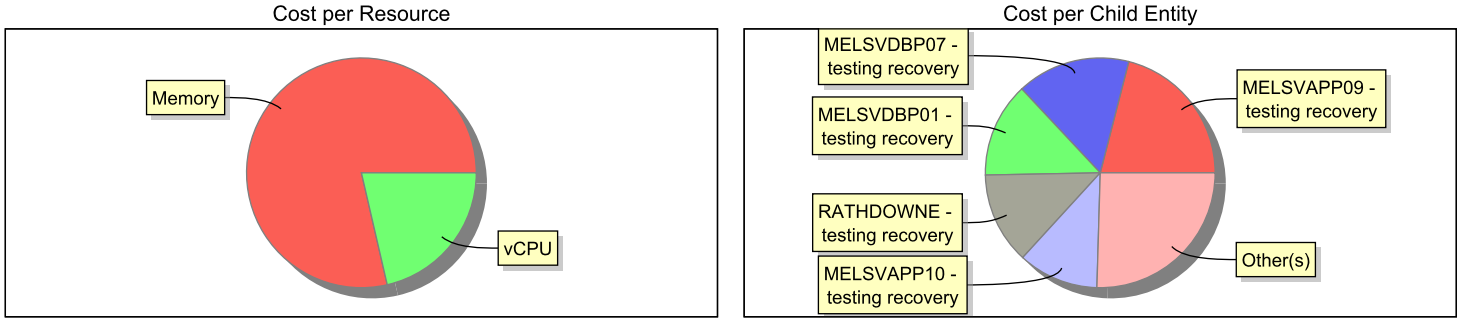 Cost per Resource
Memory
vCPU
Cost per Child Entity
MELSVDBP07 -
testing recovery
MELSVAPP09 -
testing recovery
MELSVDBP01 -
testing recovery
RATHDOWNE -
testing recovery
Other(s)
MELSVAPP10 -
testing recovery